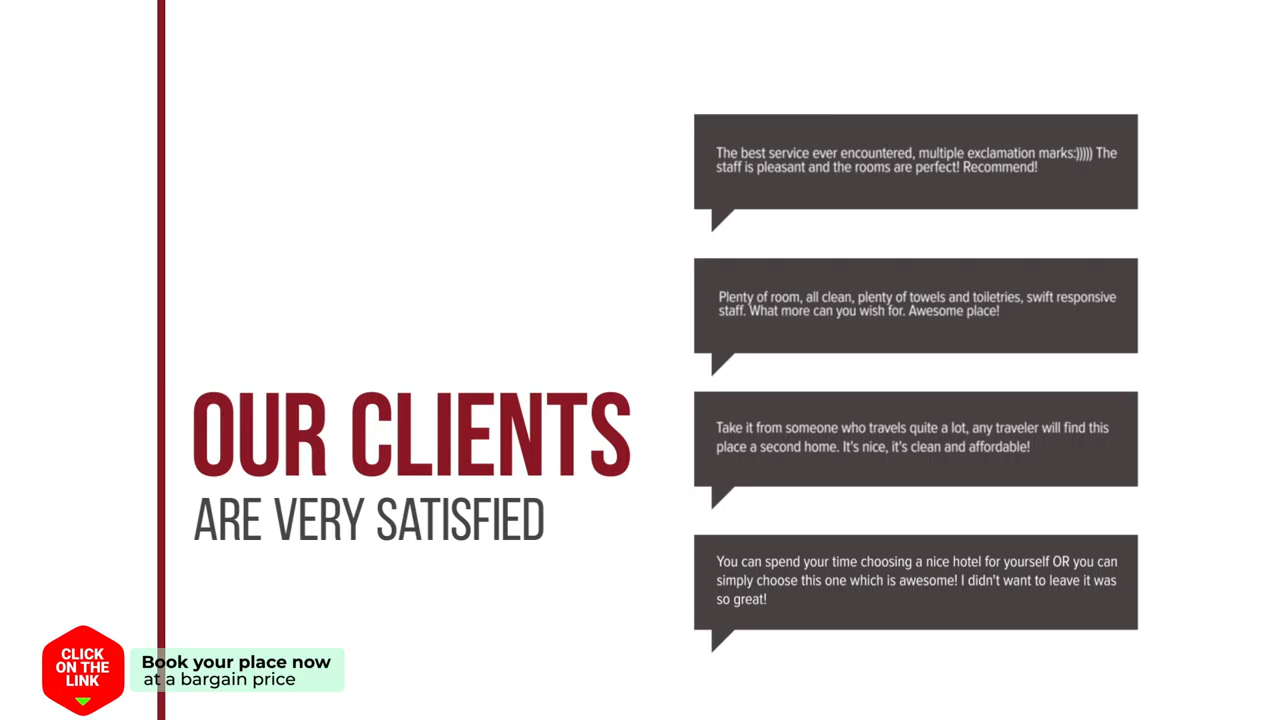 The best service ever encountered, multiple exclamation marks:))))) The
staff is pleasant and the rooms are perfect! Recommend!
Plenty of room, all clean, plenty of towels and toiletries, swift responsive
staff. What more can you wish for. Awesome place!
Take it from someone who travels quite a lot, any traveler will find this
place a second home. It's nice, it's clean and affordable!
You can spend your time choosing a nice hotel for yourself OR you can
simply choose this one which is awesome! I didn't want to leave it was
so great!
OUR CLIENTS
ARE VERY SATISFIED
CLICK
ON THE
LINK
Book your place now
at a bargain price